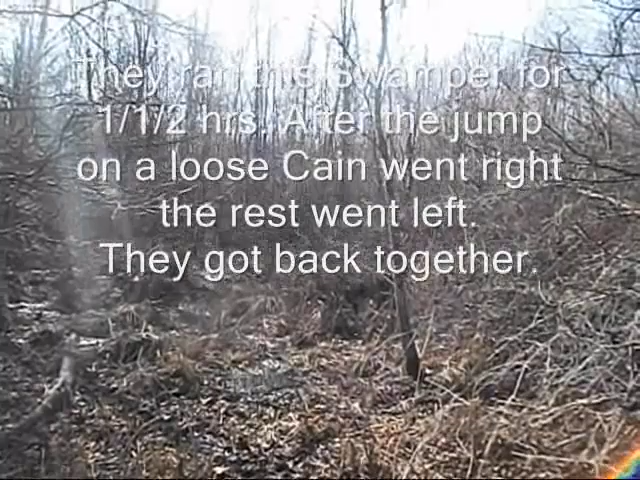 They ran this Swamper for
1/1/2 hrs. After the jump
on a loose Cain went right
the rest went left.
They got back together.